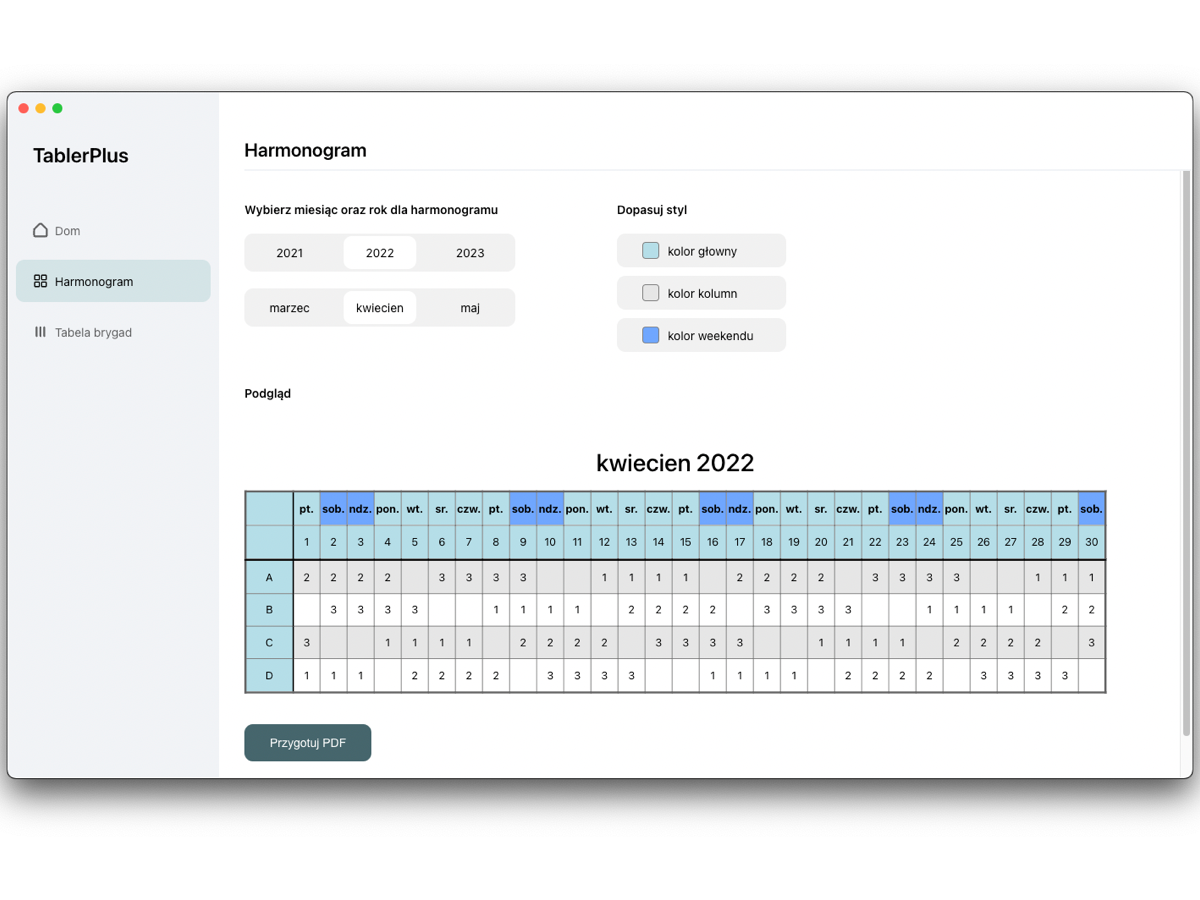 TablerPlus
Dom
Harmonogram
Tabela brygad
Harmonogram
Wybierz miesiąc oraz rok dla harmonogramu
2021 2022 2023
marzec kwiecien maj
Dopasuj styl
kolor głowny
kolor kolumn
kolor weekendu
Podgląd
kwiecien 2022
pt. sob. ndz. pon. wt. sr. czw. pt. sob. ndz. pon. wt. sr. czw. pt. sob. ndz. pon. wt. sr. czw. pt. sob. ndz. pon. wt. sr. czw. pt. sob.
1 2 3 4 5 6 7 8 9 10 11 12 13 14 15 16 17 18 19 20 21 22 23 24 25 26 27 28 29 30
A 2 2 2 2 3 3 3 3 1 1 1 1 2 2 2 2 3 3 3 3 1 1 1
B 3 3 3 3 1 1 1 1 2 2 2 2 3 3 3 3 1 1 1 1 2 2
C 3 1 1 1 1 2 2 2 2 3 3 3 3 1 1 1 1 2 2 2 2 3
D 1 1 1 2 2 2 2 3 3 3 3 1 1 1 1 2 2 2 2 3 3 3 3
Przygotuj PDF